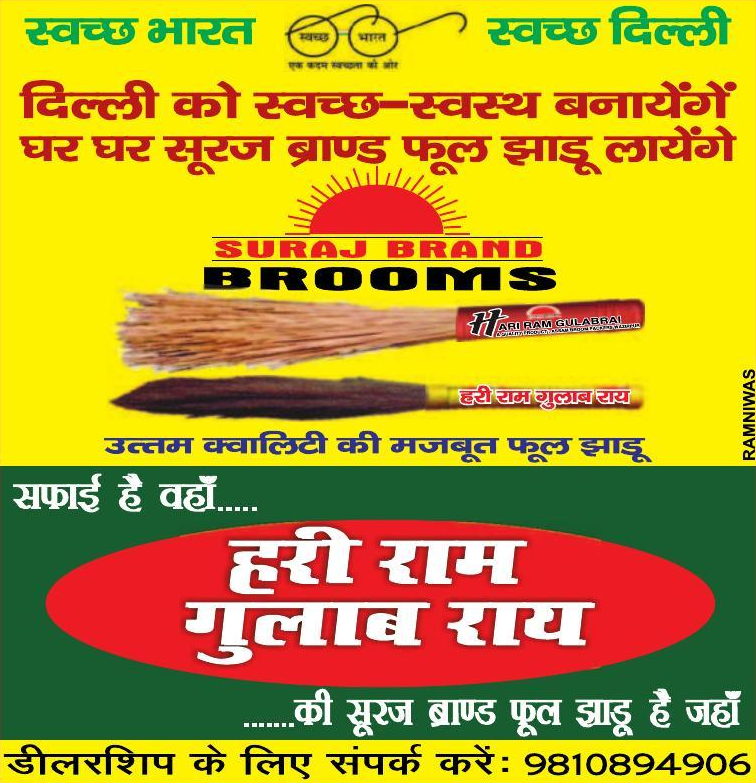 स्वच्छ भारत स्वच्छ भारत स्वच्छ दिल्ली
एक कदम स्वच्छता की ओर
दिल्ली को स्वच्छ-स्वस्थ बनायेंगें
घर घर सूरज ब्राण्ड फूल झाडू लायेंगे
SURAJ BRAND
BROOMS
HARI RAM GULABRAI
हरी राम गुलाब राय
उत्तम क्वालिटी की मजबूत फूल झाडू
RAMNIWAS
सफाई है वहाँ.....
हरी राम
गुलाब राय
.......की सूरज ब्राण्ड फूल झाडू है जहाँ
डीलरशिप के लिए संपर्क करें: 9810894906